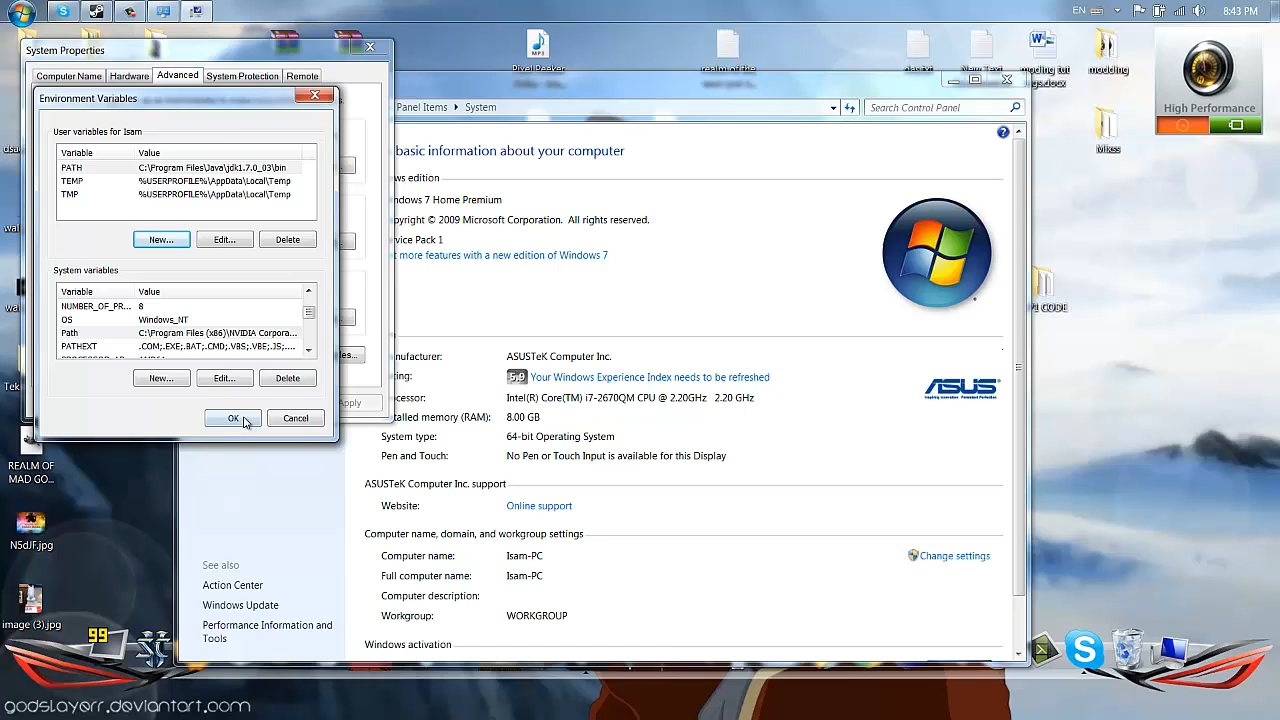 EN
8:43 PM
System Properties
Computer Name
Hardware
Advanced
System Protection
Remote
Environment Variables
User variables for Isam
Variable Value
PATH C:\Program Files\Java\jdk1.7.0_03\bin
TEMP %USERPROFILE%\AppData\Local\Temp
TMP %USERPROFILE%\AppData\Local\Temp
New... Edit... Delete
System variables
Variable Value
NUMBER_OF_PR... 8
OS Windows_NT
Path C:\Program Files (x86)\NVIDIA Corpora...
PATHEXT .COM;.EXE;.BAT;.CMD;.VBS;.VBE;.JS;....
New... Edit... Delete
OK Cancel
Apply
Panel Items
System
Search Control Panel
basic information about your computer
ndows 7 Home Premium
pyright © 2009 Microsoft Corporation. All rights reserved.
vice Pack 1
t more features with a new edition of Windows 7
nufacturer: ASUSTeK Computer Inc.
ting: 5.9 Your Windows Experience Index needs to be refreshed
ocessor: Intel(R) Core(TM) i7-2670QM CPU @ 2.20GHz 2.20 GHz
talled memory (RAM): 8.00 GB
System type: 64-bit Operating System
Pen and Touch: No Pen or Touch Input is available for this Display
ASUSTeK Computer Inc. support
Website: Online support
Computer name, domain, and workgroup settings
Computer name: Isam-PC
Change settings
Full computer name: Isam-PC
Computer description:
Workgroup: WORKGROUP
Windows activation
ASUS
See also
Action Center
Windows Update
Performance Information and
Tools
modding
High Performance
REALM OF
MAD GO...
N5dJF.jpg
image (3).jpg
99
godslayerr.deviantart.com